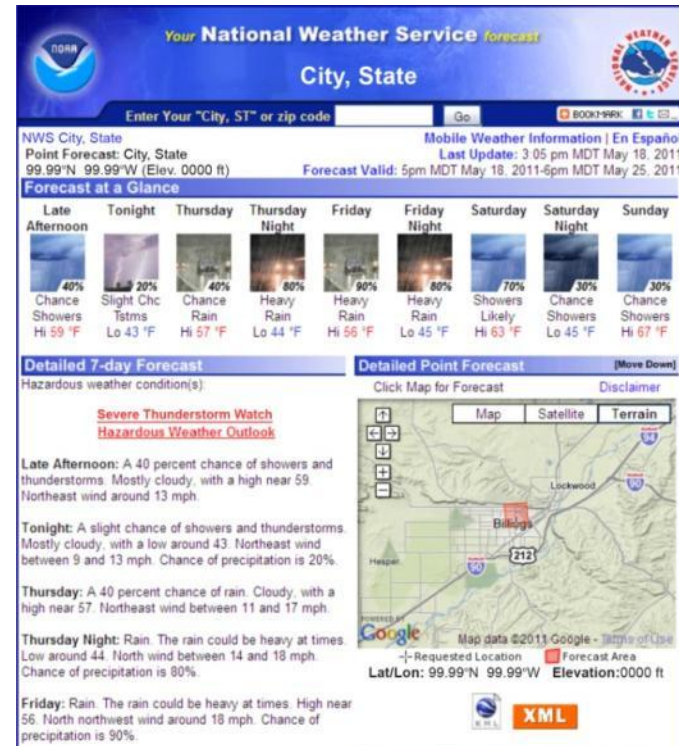 NOAA
Your National Weather Service forecast
City, State
NATIONAL WEATHER SERVICE
Enter Your "City, ST" or zip code
Go
BOOKMARK
NWS City, State
Mobile Weather Information | En Español
Point Forecast: City, State
Last Update: 3:05 pm MDT May 18, 2011
99.99°N 99.99°W (Elev. 0000 ft)
Forecast Valid: 5pm MDT May 18, 2011-6pm MDT May 25, 2011
Forecast at a Glance
Late Afternoon
40%
Chance Showers
Hi 59 °F
Tonight
20%
Slight Chc Tstms
Lo 43 °F
Thursday
40%
Chance Rain
Hi 57 °F
Thursday Night
80%
Heavy Rain
Lo 44 °F
Friday
90%
Heavy Rain
Hi 56 °F
Friday Night
80%
Heavy Rain
Lo 45 °F
Saturday
70%
Showers Likely
Hi 63 °F
Saturday Night
30%
Chance Showers
Lo 45 °F
Sunday
30%
Chance Showers
Hi 67 °F
Detailed 7-day Forecast
Hazardous weather condition(s):
Severe Thunderstorm Watch
Hazardous Weather Outlook
Late Afternoon: A 40 percent chance of showers and
thunderstorms. Mostly cloudy, with a high near 59.
Northeast wind around 13 mph.
Tonight: A slight chance of showers and thunderstorms.
Mostly cloudy, with a low around 43. Northeast wind
between 9 and 13 mph. Chance of precipitation is 20%.
Thursday: A 40 percent chance of rain. Cloudy, with a
high near 57. Northeast wind between 11 and 17 mph.
Thursday Night: Rain. The rain could be heavy at times.
Low around 44. North wind between 14 and 18 mph.
Chance of precipitation is 80%.
Friday: Rain. The rain could be heavy at times. High near
56. North northwest wind around 18 mph. Chance of
precipitation is 90%.
Detailed Point Forecast
[Move Down]
Click Map for Forecast
Disclaimer
Map
Satellite
Terrain
94
Lockwood
90
Billings
212
Hesper
90
POWERED BY
Google
Map data ©2011 Google - Terms of Use
Requested Location
Forecast Area
Lat/Lon: 99.99°N 99.99°W Elevation:0000 ft
XML